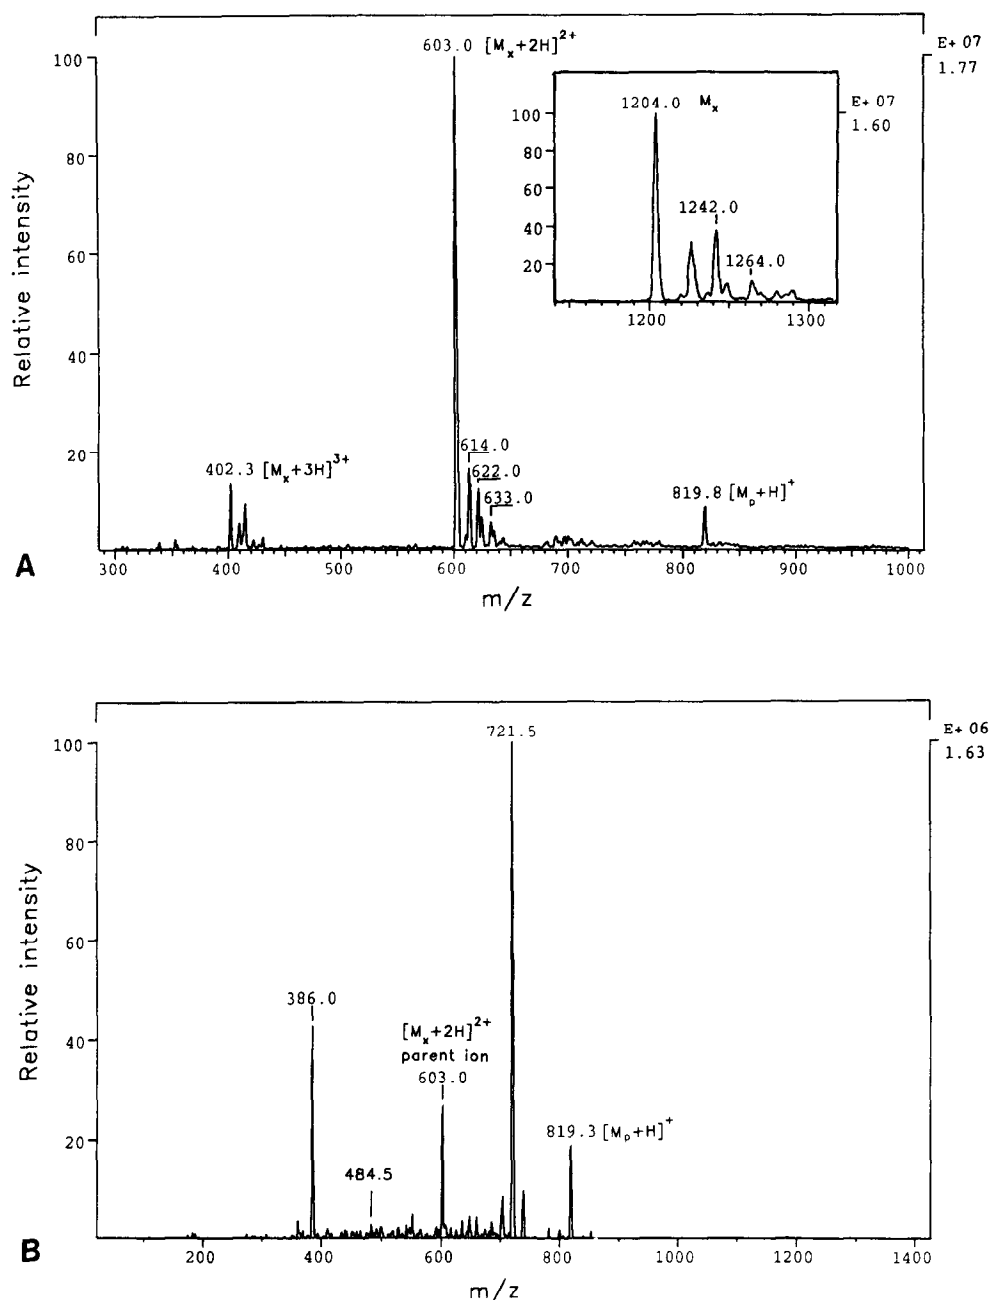 603.0 [Mx+2H]2+
E+ 07
1.77
100
80
60
40
20
Relative intensity
1204.0 Mx
E+ 07
1.60
100
80
60
40
20
1242.0
1264.0
1200 1300
402.3 [Mx+3H]3+
614.0
622.0
633.0
819.8 [Mp+H]+
300 400 500 600 700 800 900 1000
m/z
A
721.5
E+ 06
1.63
100
80
60
40
20
Relative intensity
386.0
[Mx+2H]2+
parent ion
603.0
484.5
819.3 [Mp+H]+
200 400 600 800 1000 1200 1400
m/z
B